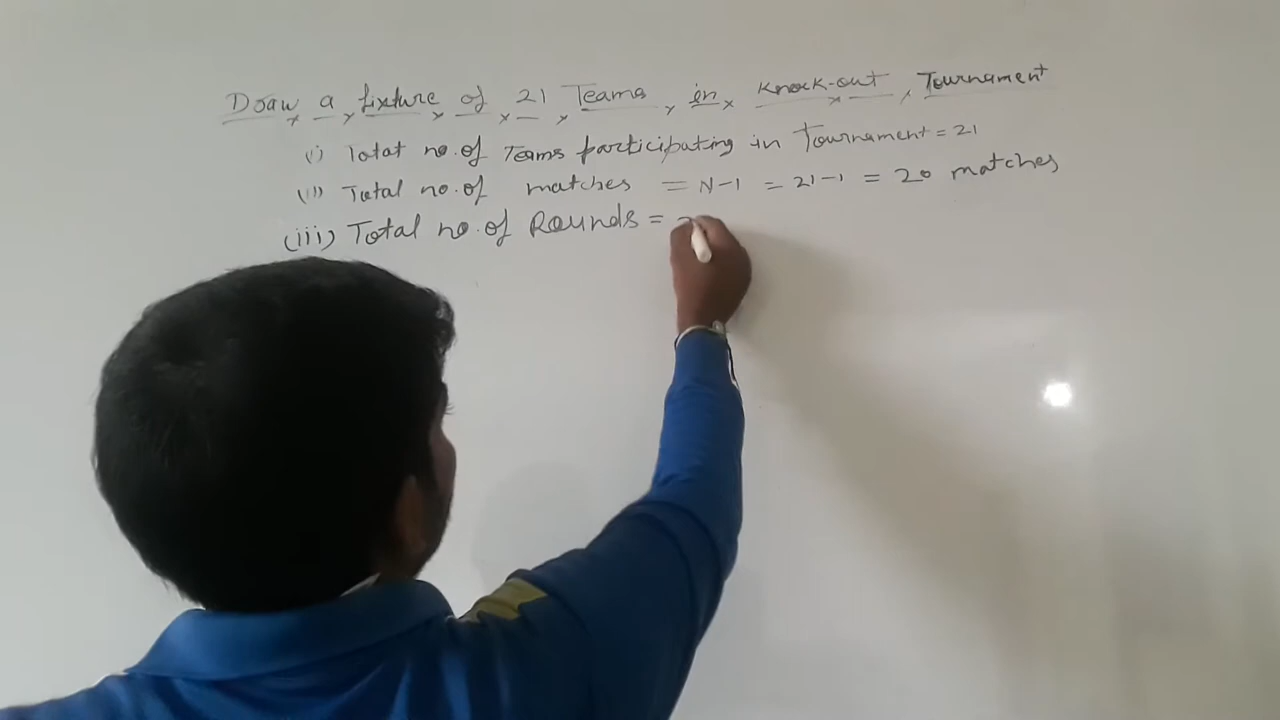 Draw a fixture of 21 Teams in Knock-out Tournament
(i) Total no. of Teams participating in Tournament = 21
(ii) Total no. of matches = N-1 = 21-1 = 20 matches
(iii) Total no. of Rounds =